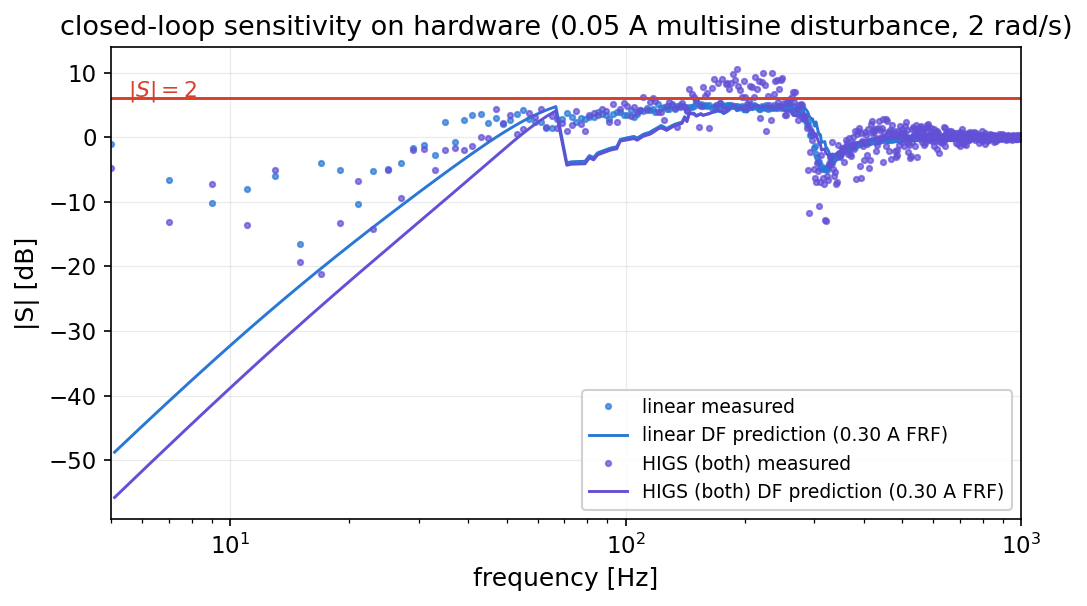 closed-loop sensitivity on hardware (0.05 A multisine disturbance, 2 rad/s)
|S| [dB]
10
0
−10
−20
−30
−40
−50
|S| = 2
linear measured
linear DF prediction (0.30 A FRF)
HIGS (both) measured
HIGS (both) DF prediction (0.30 A FRF)
10¹
10²
10³
frequency [Hz]